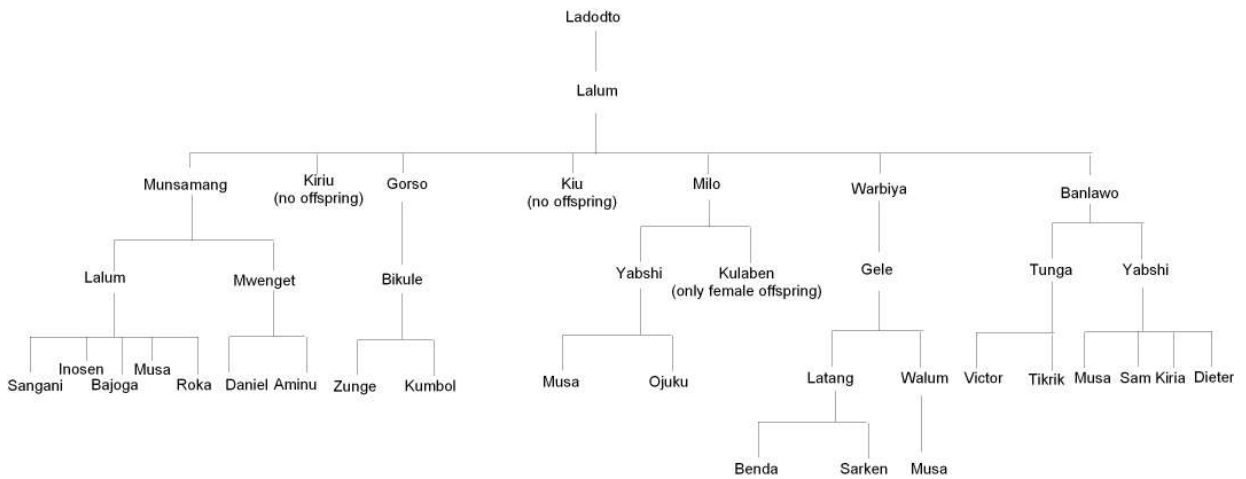 Ladodto
Lalum
Munsamang
Kiriu
(no offspring)
Gorso
Kiu
(no offspring)
Milo
Warbiya
Banlawo
Lalum
Mwenget
Bikule
Yabshi
Kulaben
(only female offspring)
Gele
Tunga
Yabshi
Sangani
Inosen
Bajoga
Musa
Roka
Daniel
Aminu
Zunge
Kumbol
Musa
Ojuku
Latang
Walum
Victor
Tikrik
Musa
Sam
Kiria
Dieter
Benda
Sarken
Musa